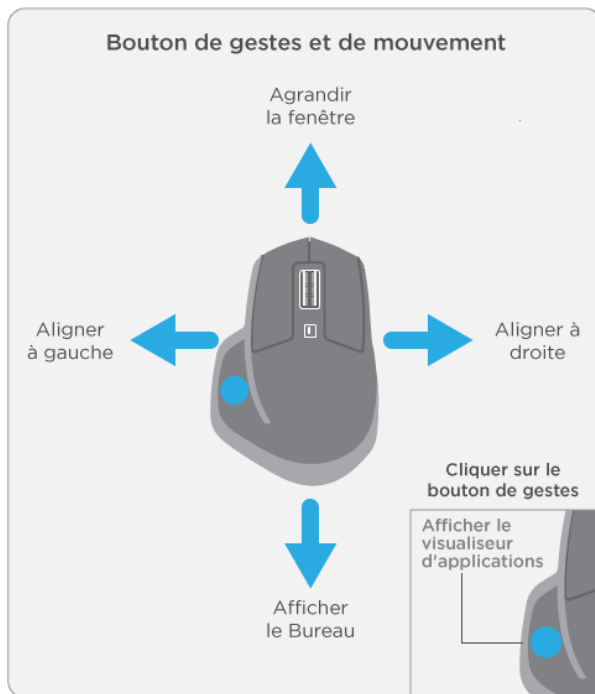 Bouton de gestes et de mouvement
Agrandir
la fenêtre
Aligner
à gauche
Aligner à
droite
Afficher
le Bureau
Cliquer sur le
bouton de gestes
Afficher le
visualiseur
d'applications